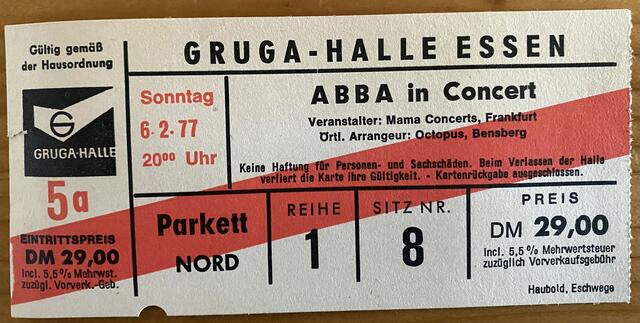 Gültig gemäß
der Hausordnung
G
GRUGA-HALLE
5a
EINTRITTSPREIS
DM 29,00
Incl. 5,5% Mehrwst.
zuzügl. Vorverk.-Geb.
GRUGA-HALLE ESSEN
Sonntag
6.2.77
20⁰⁰ Uhr
ABBA in Concert
Veranstalter: Mama Concerts, Frankfurt
Örtl. Arrangeur: Octopus, Bensberg
Keine Haftung für Personen- und Sachschäden. Beim Verlassen der Halle
verliert die Karte ihre Gültigkeit. - Kartenrückgabe ausgeschlossen.
Parkett
NORD
REIHE
1
SITZ NR.
8
PREIS
DM 29,00
incl. 5,5% Mehrwertsteuer
zuzüglich Vorverkaufsgebühr
Haubold, Eschwege